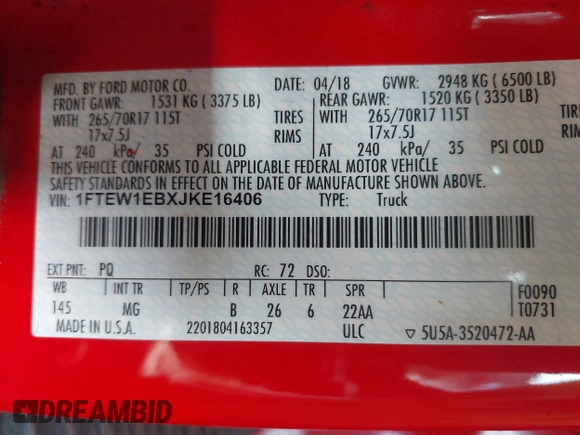 MFD. BY FORD MOTOR CO. DATE: 04/18 GVWR: 2948 KG ( 6500 LB)
FRONT GAWR: 1531 KG ( 3375 LB) REAR GAWR: 1520 KG ( 3350 LB)
WITH 265/70R17 115T TIRES WITH 265/70R17 115T TIRES
17x7.5J RIMS 17x7.5J RIMS
AT 240 kPa/ 35 PSI COLD AT 240 kPa/ 35 PSI COLD
THIS VEHICLE CONFORMS TO ALL APPLICABLE FEDERAL MOTOR VEHICLE
SAFETY STANDARDS IN EFFECT ON THE DATE OF MANUFACTURE SHOWN ABOVE.
VIN: 1FTEW1EBXJKE16406 TYPE: Truck
EXT PNT: PQ RC: 72 DSO:
WB INT TR TP/PS R AXLE TR SPR F0090
145 MG B 26 6 22AA T0731
MADE IN U.S.A. 2201804163357 ULC ▽ 5U5A-3520472-AA
DREAMBID